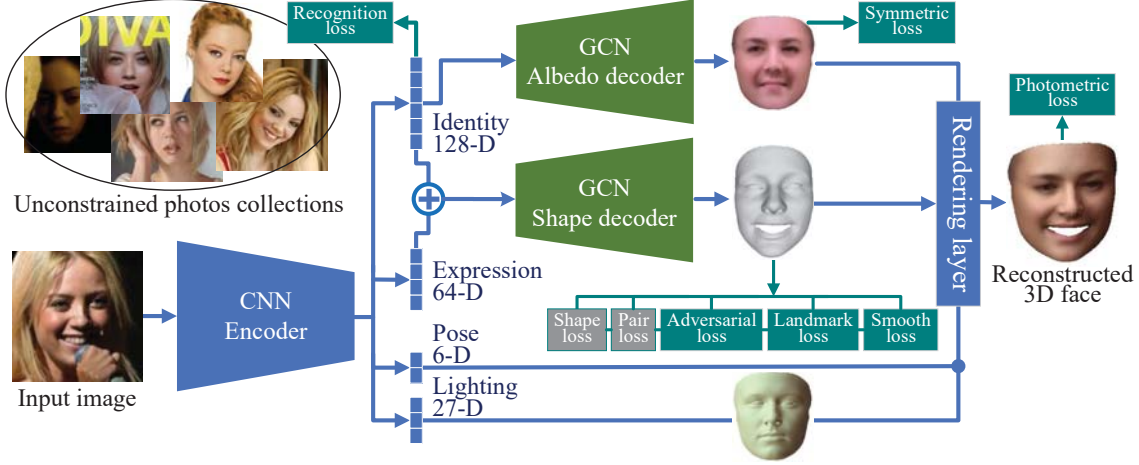 DIVA
Recognition
loss
GCN
Albedo decoder
Symmetric
loss
Photometric
loss
Identity
128-D
Rendering layer
Unconstrained photos collections
GCN
Shape decoder
CNN
Encoder
Expression
64-D
Reconstructed
3D face
Shape
loss
Pair
loss
Adversarial
loss
Landmark
loss
Smooth
loss
Pose
6-D
Input image
Lighting
27-D